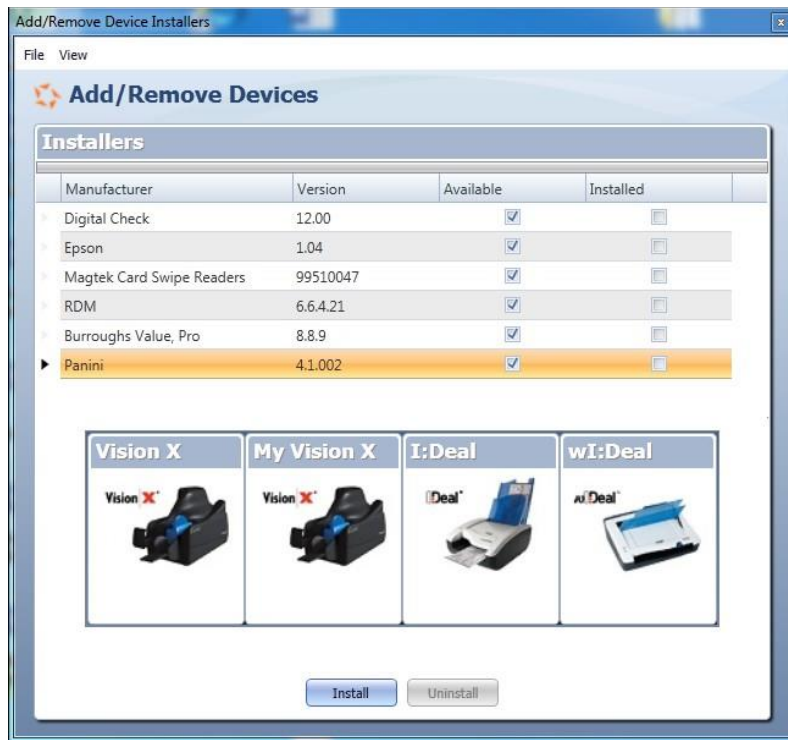 Add/Remove Device Installers
File View
Add/Remove Devices
Installers
Manufacturer Version Available Installed
Digital Check 12.00
Epson 1.04
Magtek Card Swipe Readers 99510047
RDM 6.6.4.21
Burroughs Value, Pro 8.8.9
Panini 4.1.002
Vision X My Vision X I:Deal wI:Deal
Vision X Vision X I:Deal wI:Deal
Install Uninstall